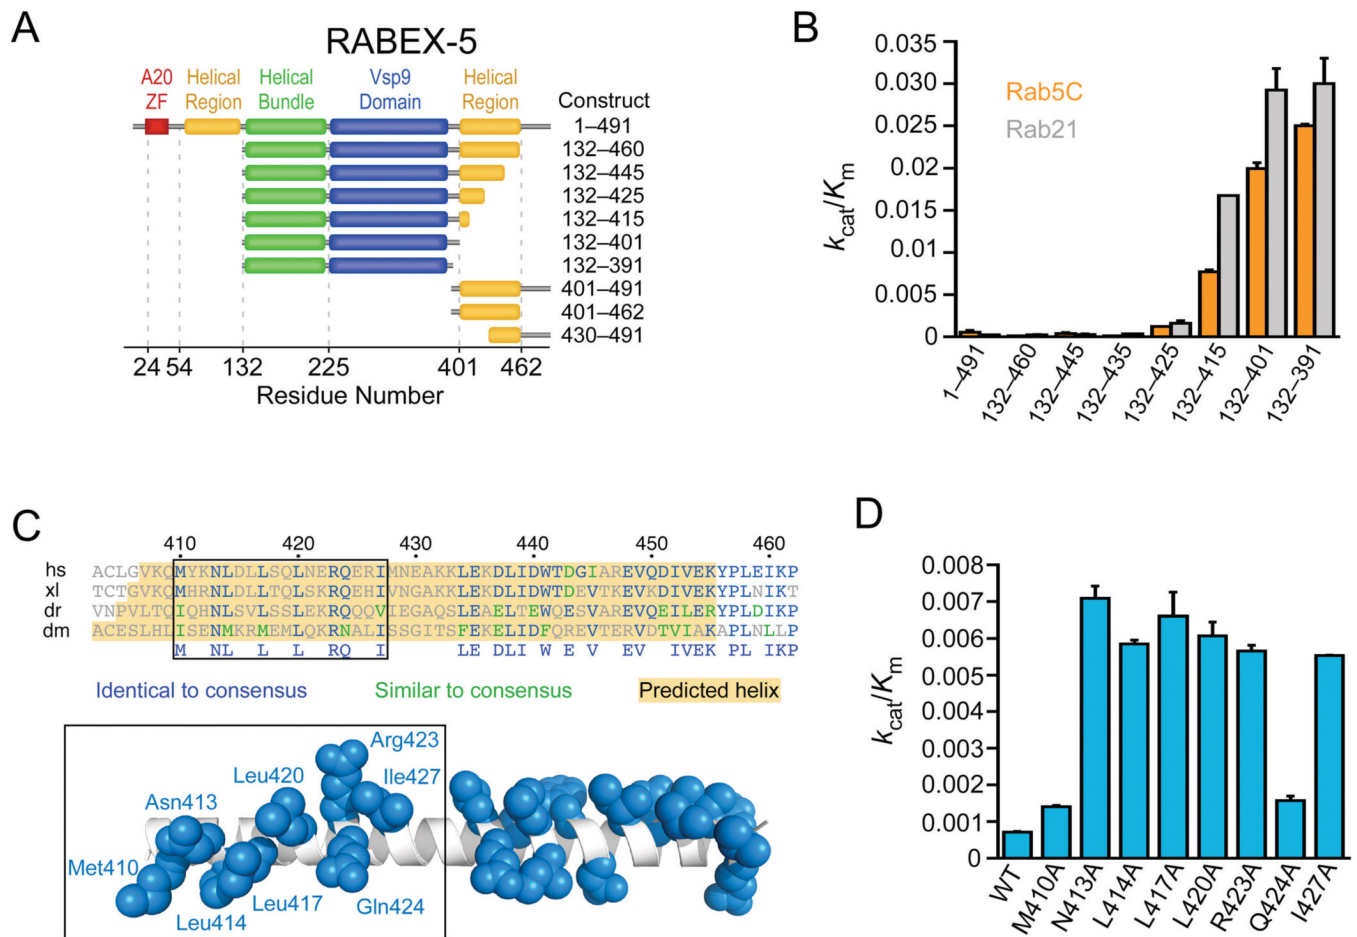 A
RABEX-5
A20 ZF
Helical Region
Helical Bundle
Vsp9 Domain
Helical Region
Construct
1–491
132–460
132–445
132–425
132–415
132–401
132–391
401–491
401–462
430–491
24 54 132 225 401 462
Residue Number
B
0.035
0.030
0.025
0.020
0.015
0.01
0.005
0
kcat/Km
Rab5C
Rab21
1–491
132–460
132–445
132–435
132–425
132–415
132–401
132–391
C
410 420 430 440 450 460
hs ACLGVKQMYKNLDLLSQLNERQERIMNEAKKLEKDLIDWTDGIAREVQDIVEKYPLEIKP
xl TCTGVKQMHRNLDLLSQLNERQEHIVNGAKKLEKDLIDWTDEVTKEVQDIVEKYPLNIKT
dr VNPVLTQIQHNLSVLSSLEKRQQQVIEGAQSLEAELTEWQESVAREVQEILERYPLDIKP
dm ACESLHLISENMKRMEMLQKRNALISSGITSFEKDLIDFQREVTERVDTVIAKAPLNLLP
M NL L L RQ I LE DLI W E V EV IVEK PL IKP
Identical to consensus
Similar to consensus
Predicted helix
Arg423
Leu420
Ile427
Asn413
Met410
Leu414
Leu417
Gln424
D
0.008
0.007
0.006
0.005
0.004
0.003
0.002
0.001
0
kcat/Km
WT
M410A
N413A
L414A
L417A
L420A
R423A
Q424A
I427A